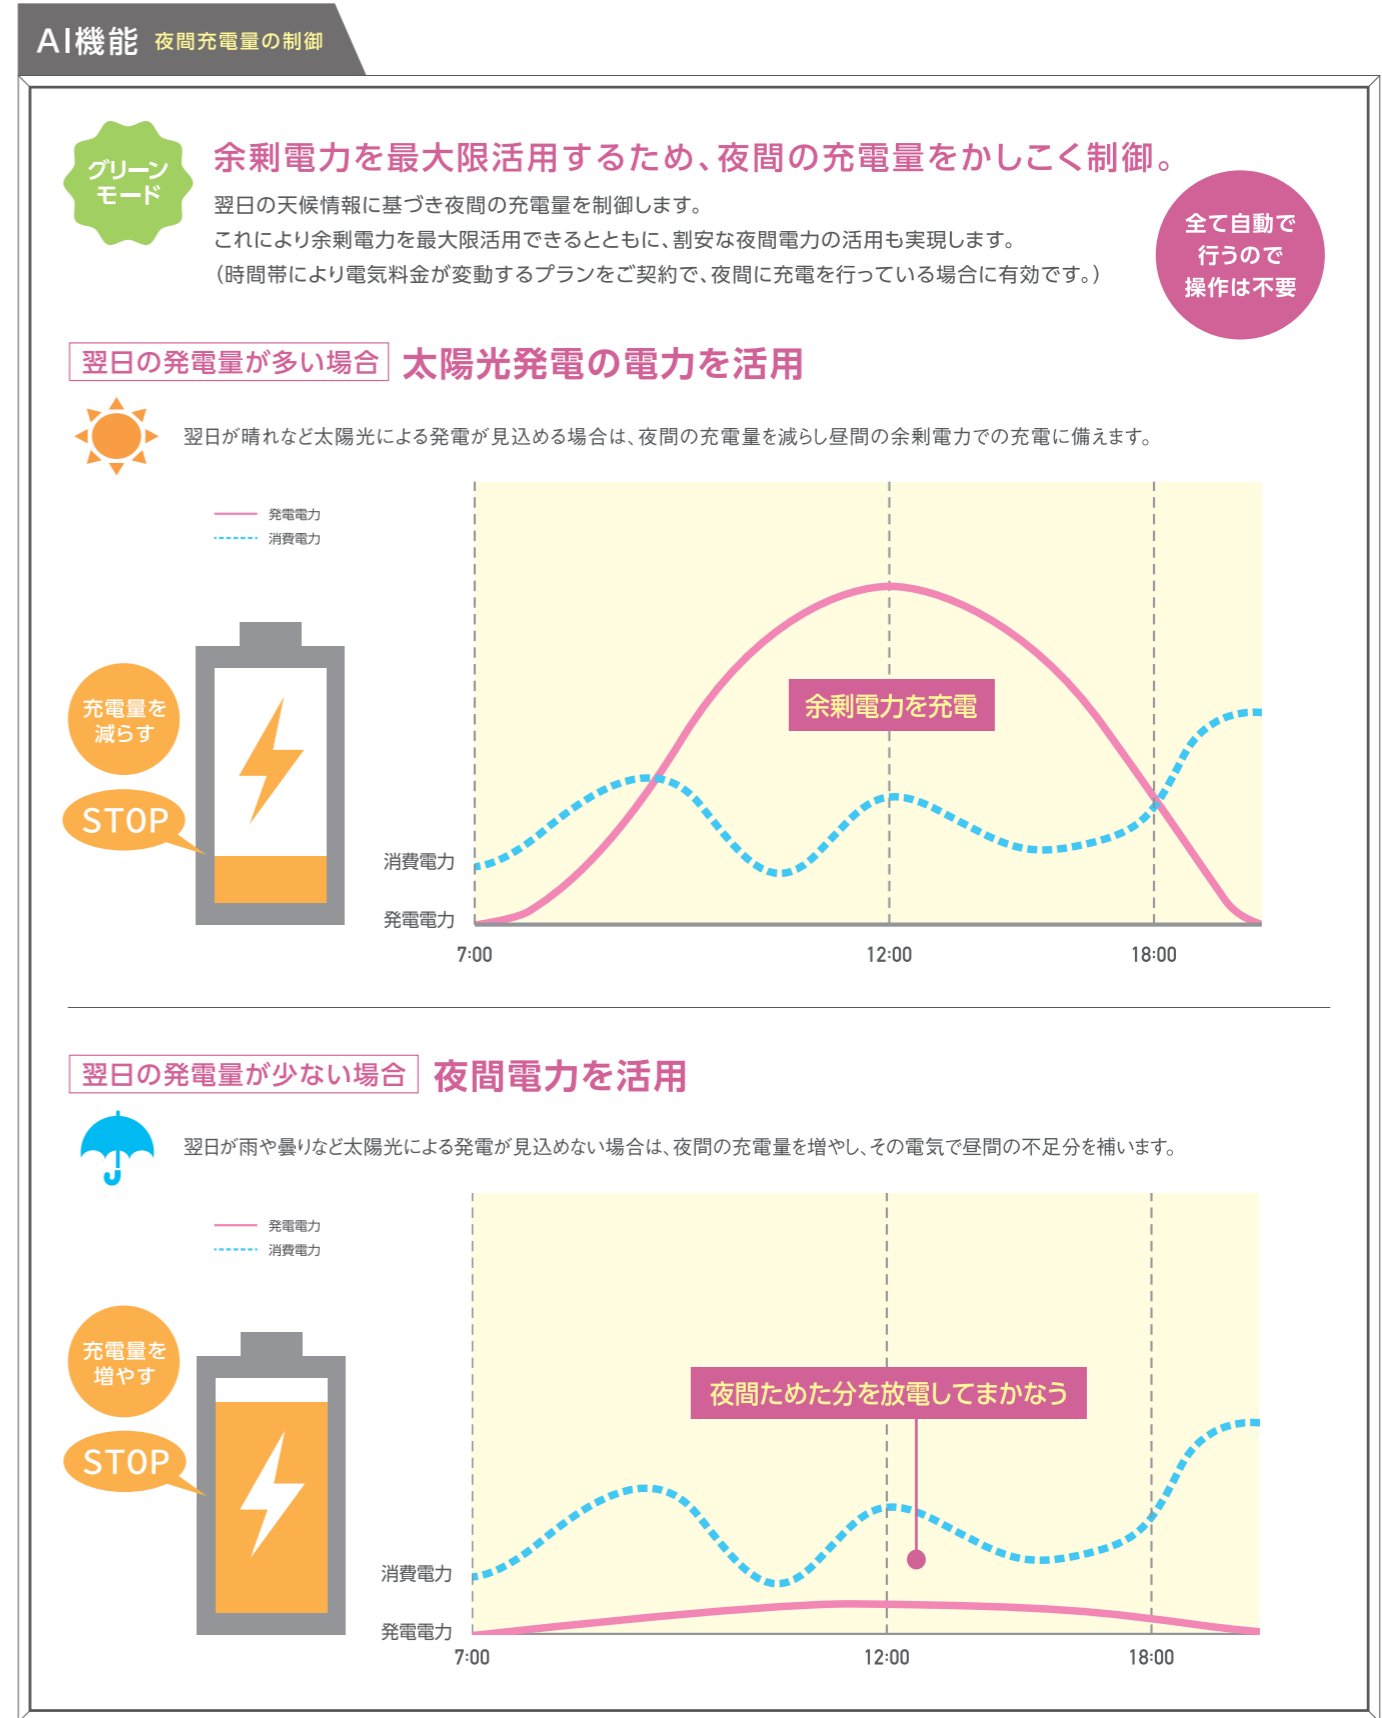 AI機能 夜間充電量の制御
グリーン
モード
余剰電力を最大限活用するため、夜間の充電量をかしこく制御。
翌日の天候情報に基づき夜間の充電量を制御します。
これにより余剰電力を最大限活用できるとともに、割安な夜間電力の活用も実現します。
(時間帯により電気料金が変動するプランをご契約で、夜間に充電を行っている場合に有効です。)
全て自動で
行うので
操作は不要
翌日の発電量が多い場合 太陽光発電の電力を活用
翌日が晴れなど太陽光による発電が見込める場合は、夜間の充電量を減らし昼間の余剰電力での充電に備えます。
発電電力
消費電力
充電量を
減らす
STOP
余剰電力を充電
消費電力
発電電力
7:00 12:00 18:00
翌日の発電量が少ない場合 夜間電力を活用
翌日が雨や曇りなど太陽光による発電が見込めない場合は、夜間の充電量を増やし、その電気で昼間の不足分を補います。
発電電力
消費電力
充電量を
増やす
STOP
夜間ためた分を放電してまかなう
消費電力
発電電力
7:00 12:00 18:00